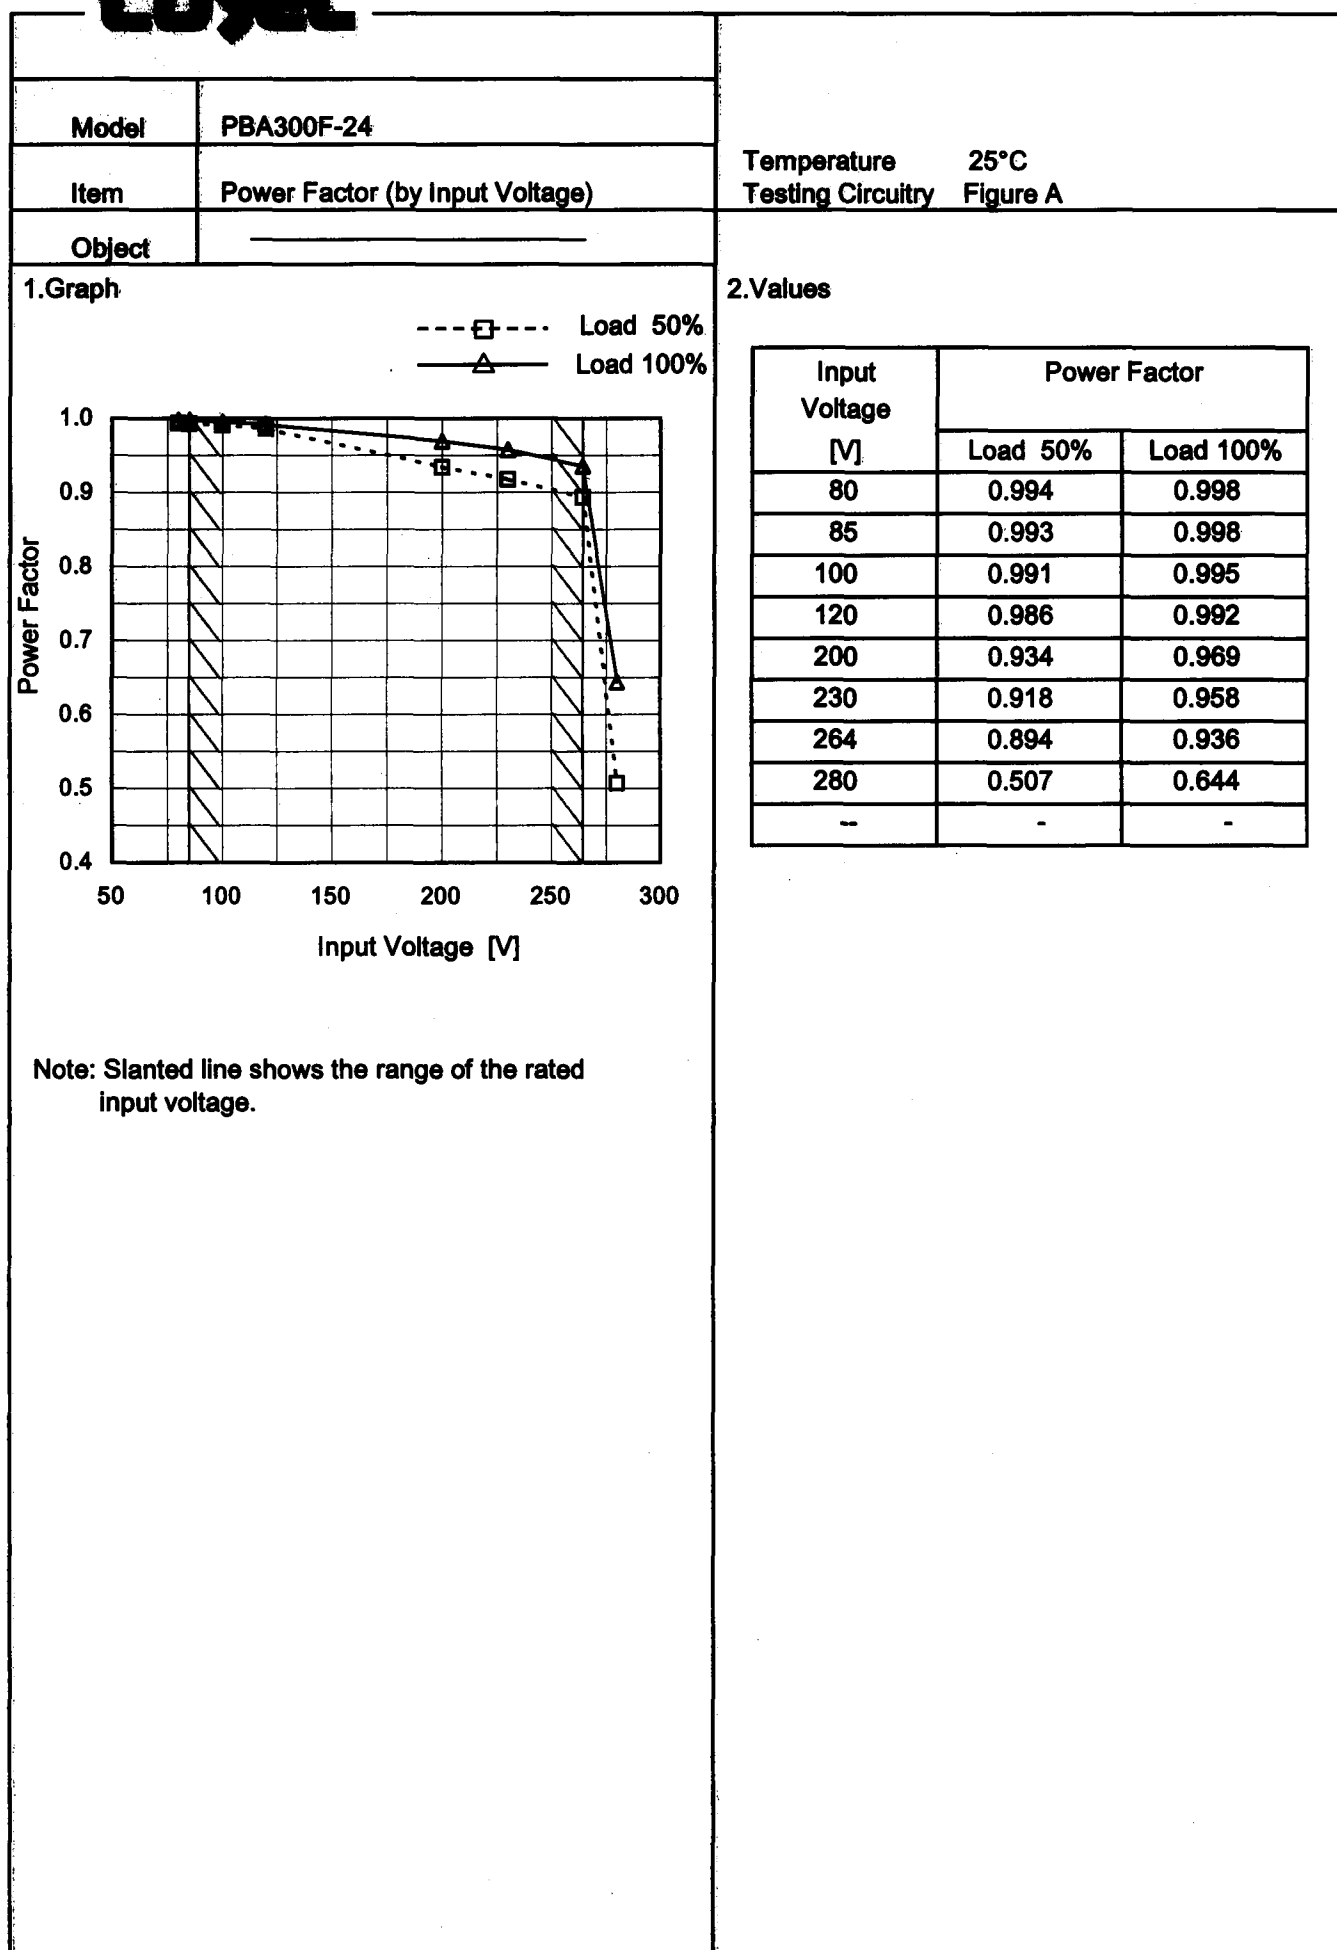 Model PBA300F-24
Item Power Factor (by Input Voltage)
Object
Temperature 25°C
Testing Circuitry Figure A
1.Graph
Load 50%
Load 100%
1.0
0.9
0.8
0.7
0.6
0.5
0.4
Power Factor
50 100 150 200 250 300
Input Voltage [V]
Note: Slanted line shows the range of the rated
input voltage.
2.Values
Input Power Factor
Voltage
[V] Load 50% Load 100%
80 0.994 0.998
85 0.993 0.998
100 0.991 0.995
120 0.986 0.992
200 0.934 0.969
230 0.918 0.958
264 0.894 0.936
280 0.507 0.644
-- - -